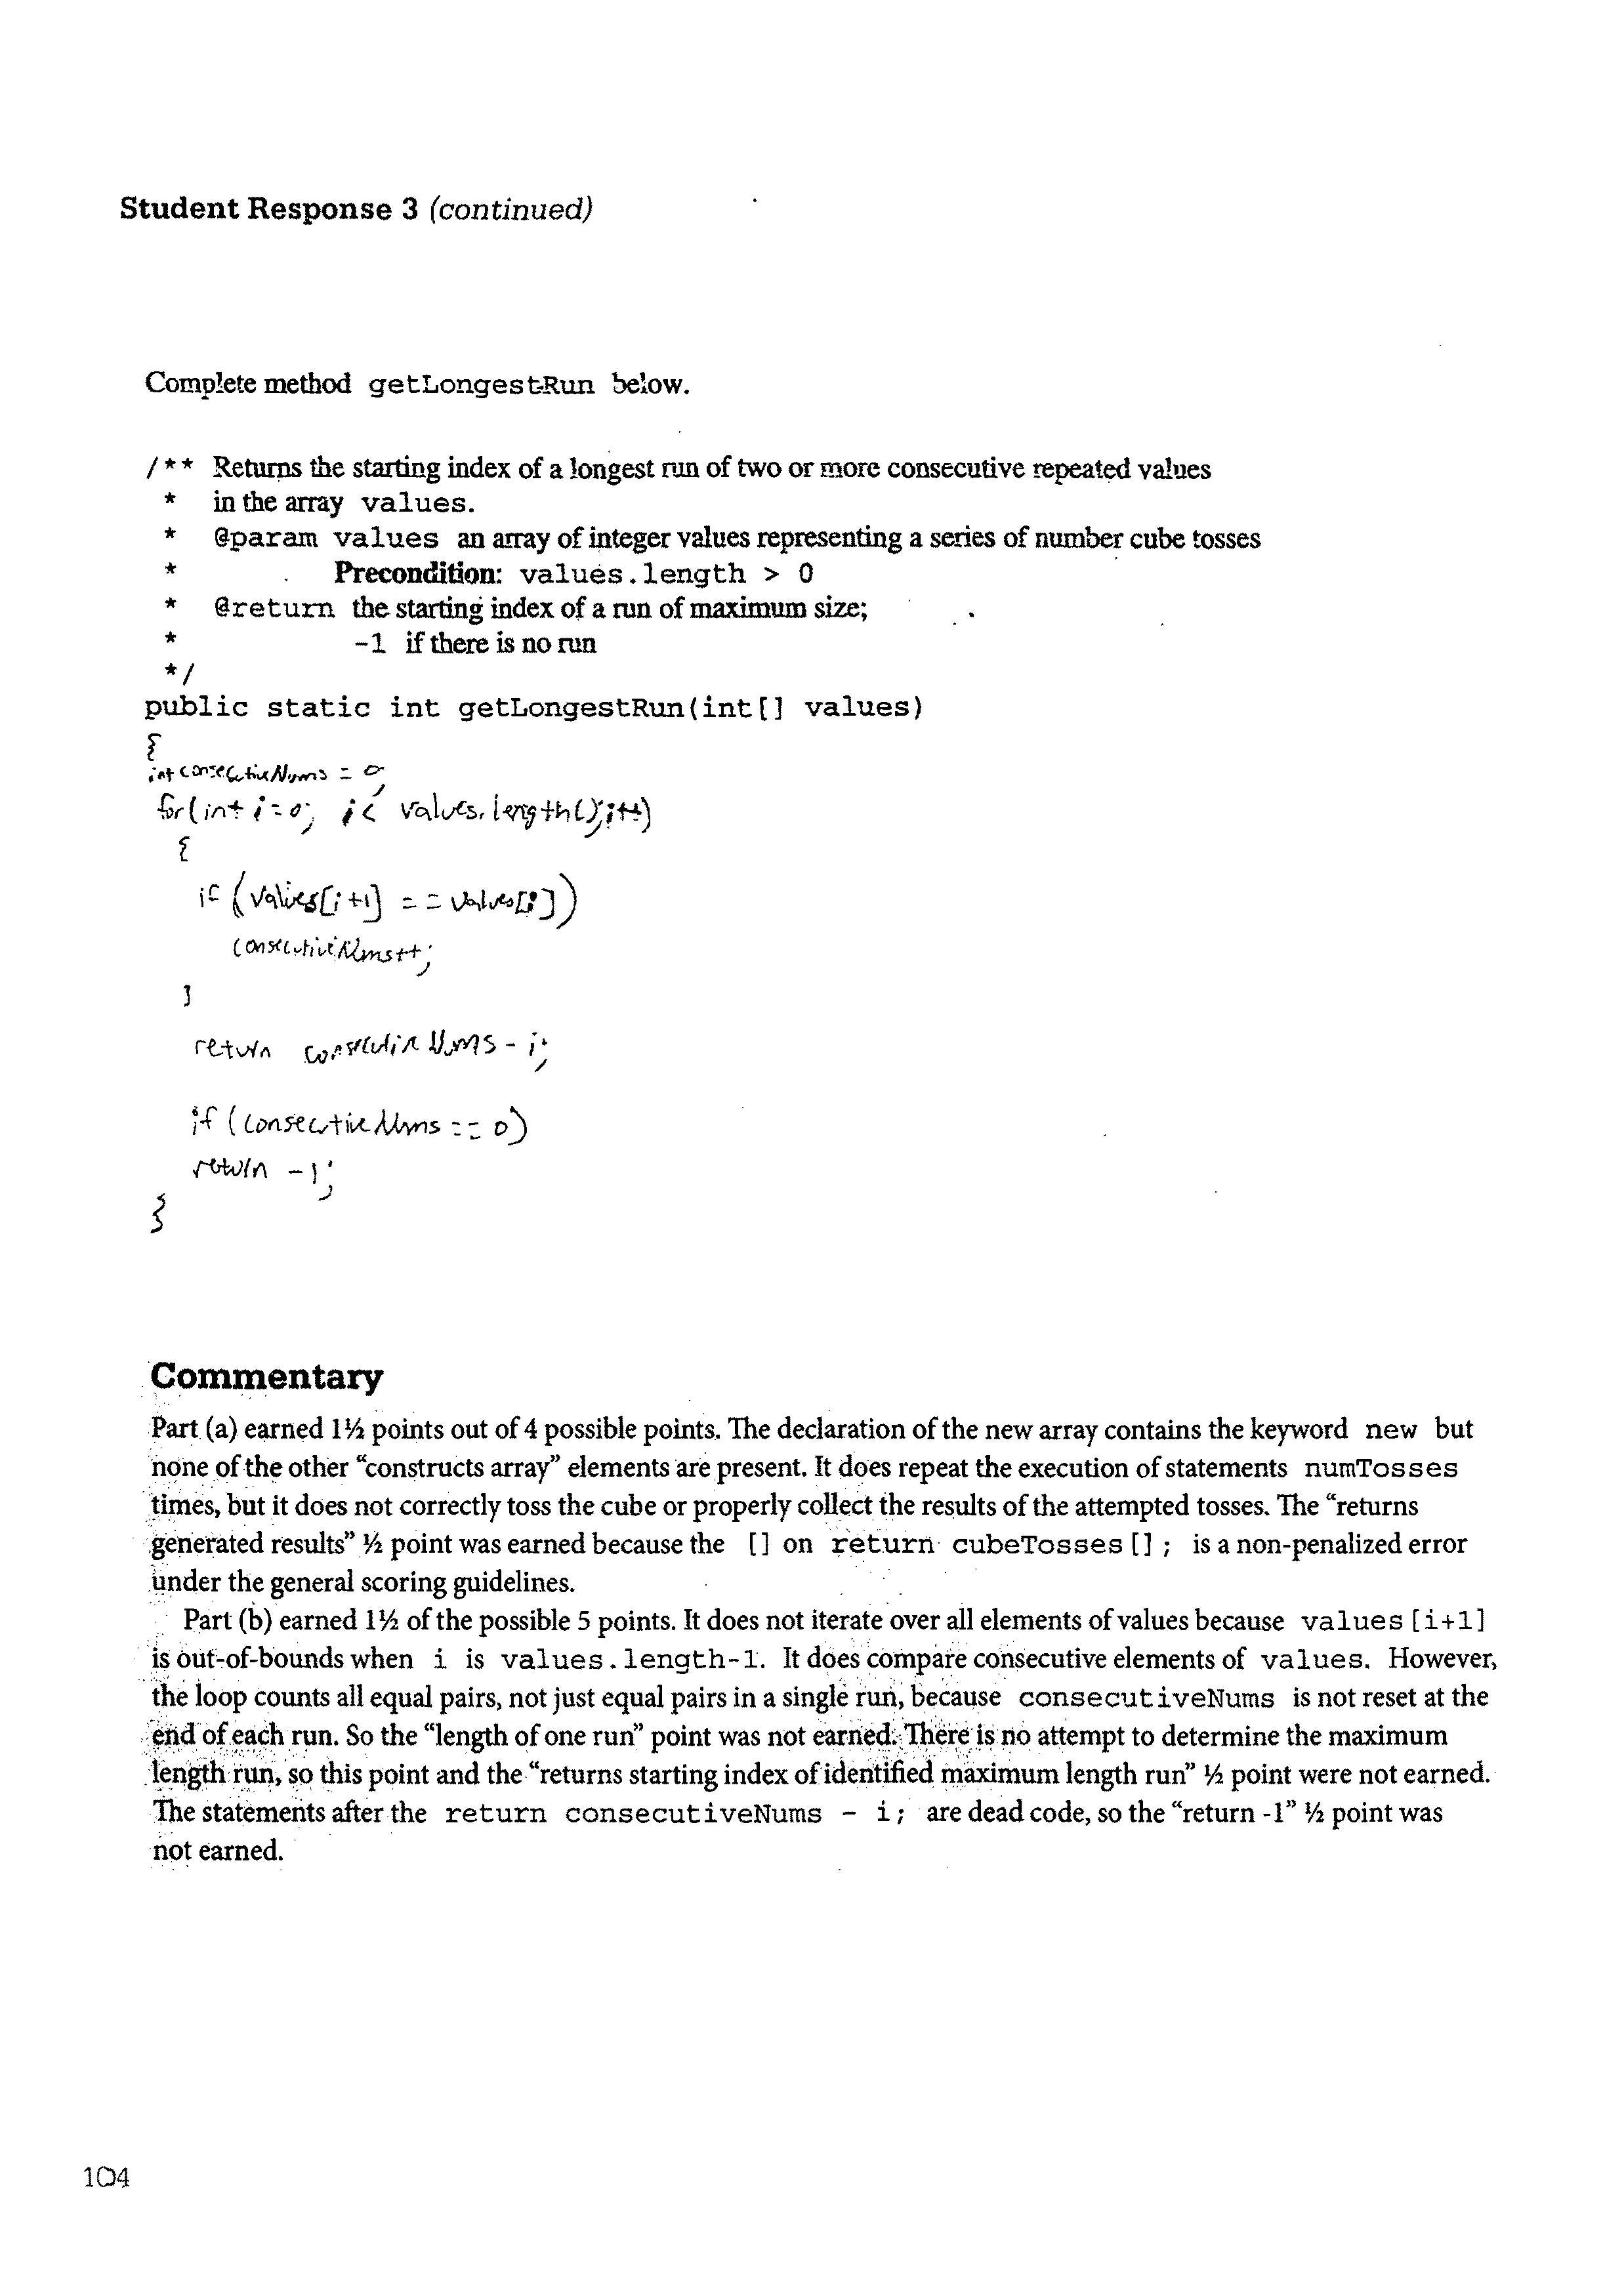 Student Response 3 (continued)
Complete method getLongestRun below.
/** Returns the starting index of a longest run of two or more consecutive repeated values
* in the array values.
* @param values an array of integer values representing a series of number cube tosses
* Precondition: values.length > 0
* @return the starting index of a run of maximum size;
* -1 if there is no run
*/
public static int getLongestRun(int[] values)
{
int consecutiveNums = 0;
for(int i=0; i< values.length();i++)
{
if (values[i+1] == values[i])
consecutiveNums++;
}
return consecutiveNums - i;
if (consecutiveNums == 0)
return -1;
}
Commentary
Part (a) earned 1½ points out of 4 possible points. The declaration of the new array contains the keyword new but
none of the other “constructs array” elements are present. It does repeat the execution of statements numTosses
times, but it does not correctly toss the cube or properly collect the results of the attempted tosses. The “returns
generated results” ½ point was earned because the [] on return cubeTosses[]; is a non-penalized error
under the general scoring guidelines.
Part (b) earned 1½ of the possible 5 points. It does not iterate over all elements of values because values[i+1]
is out-of-bounds when i is values.length-1. It does compare consecutive elements of values. However,
the loop counts all equal pairs, not just equal pairs in a single run, because consecutiveNums is not reset at the
end of each run. So the “length of one run” point was not earned. There is no attempt to determine the maximum
length run, so this point and the “returns starting index of identified maximum length run” ½ point were not earned.
The statements after the return consecutiveNums - i; are dead code, so the “return -1” ½ point was
not earned.
104